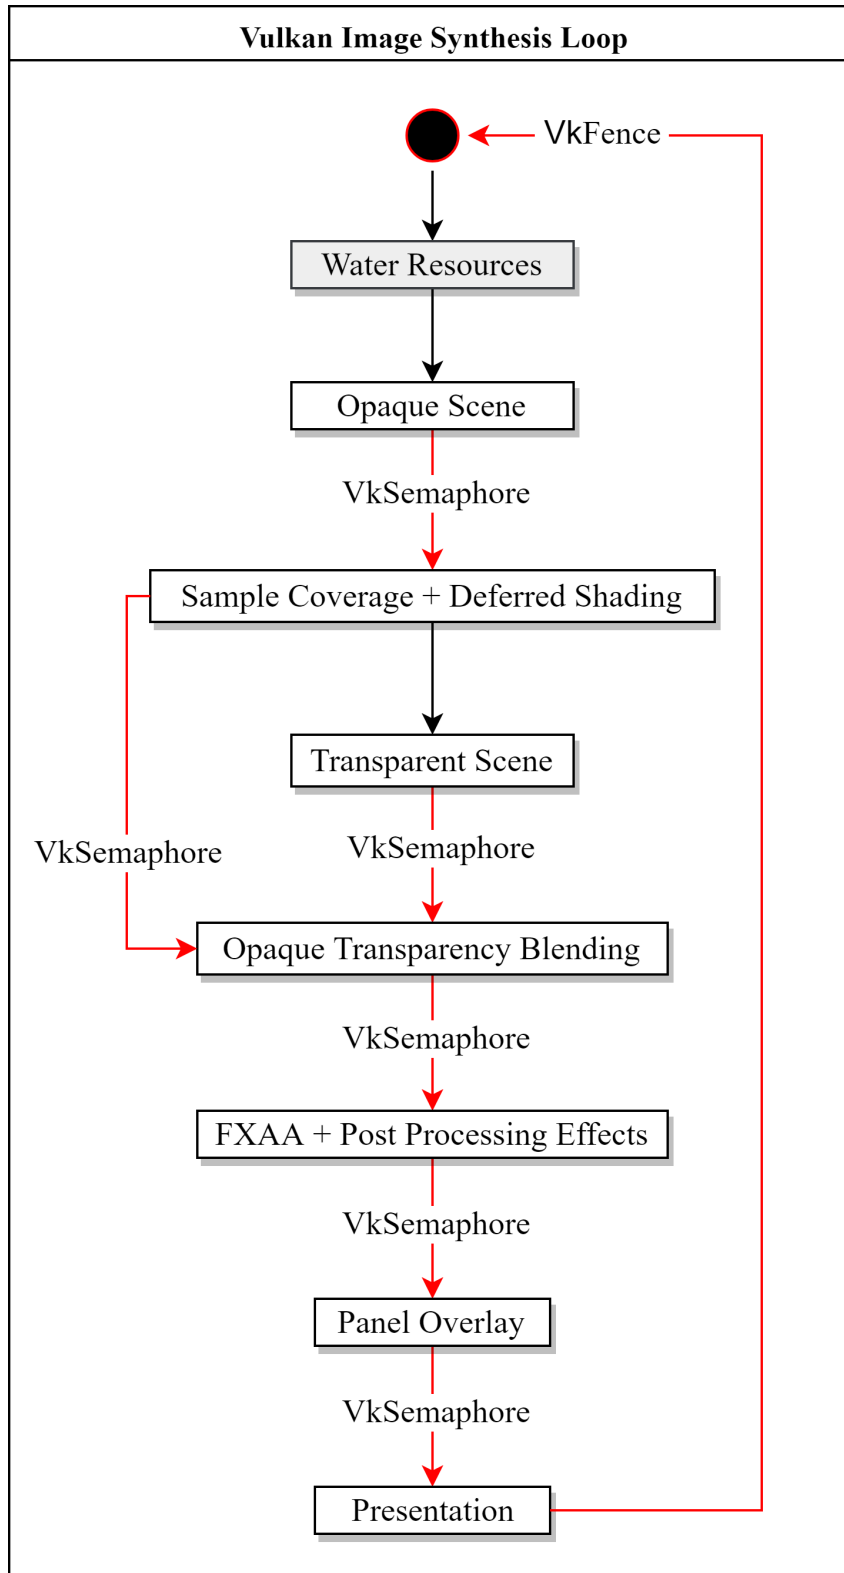 Vulkan Image Synthesis Loop
VkFence
Water Resources
Opaque Scene
VkSemaphore
Sample Coverage + Deferred Shading
Transparent Scene
VkSemaphore
VkSemaphore
Opaque Transparency Blending
VkSemaphore
FXAA + Post Processing Effects
VkSemaphore
Panel Overlay
VkSemaphore
Presentation